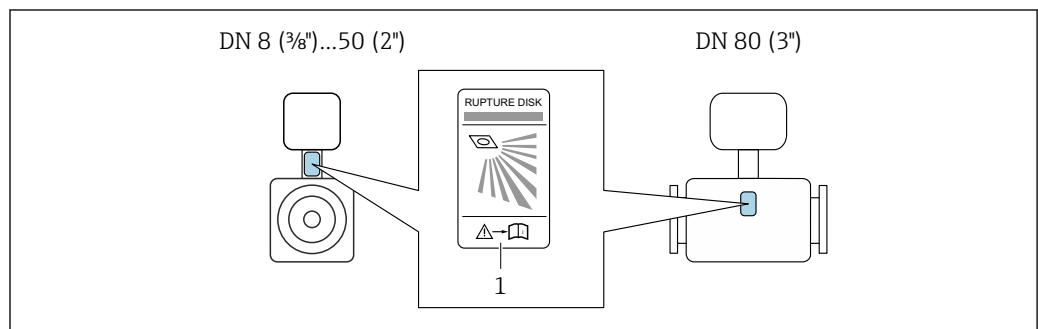 DN 8 (⅜")...50 (2")
DN 80 (3")
RUPTURE DISK
1